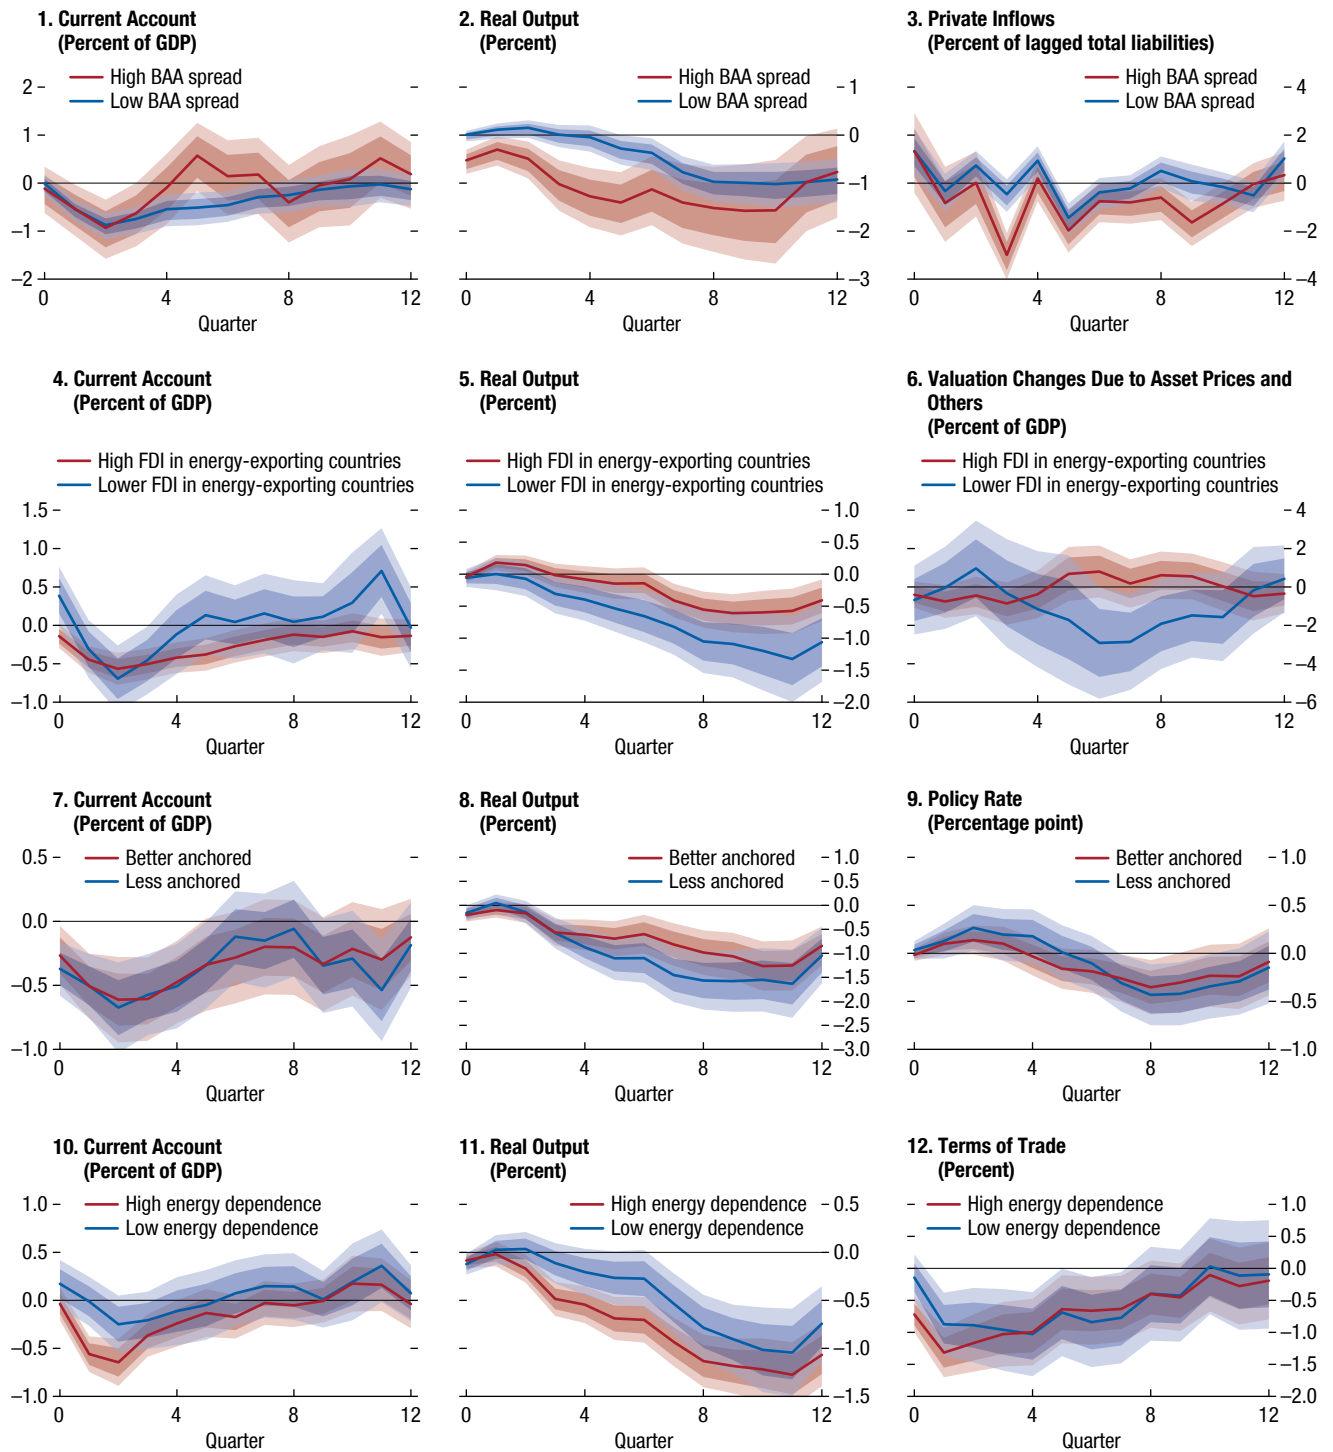 1. Current Account
(Percent of GDP)
High BAA spread
Low BAA spread
2
1
0
–1
–2
0
4
8
12
Quarter
2. Real Output
(Percent)
High BAA spread
Low BAA spread
1
0
–1
–2
–3
0
4
8
12
Quarter
3. Private Inflows
(Percent of lagged total liabilities)
High BAA spread
Low BAA spread
4
2
0
–2
–4
0
4
8
12
Quarter
4. Current Account
(Percent of GDP)
High FDI in energy-exporting countries
Lower FDI in energy-exporting countries
1.5
1.0
0.5
0.0
–0.5
–1.0
0
4
8
12
Quarter
5. Real Output
(Percent)
High FDI in energy-exporting countries
Lower FDI in energy-exporting countries
1.0
0.5
0.0
–0.5
–1.0
–1.5
–2.0
0
4
8
12
Quarter
6. Valuation Changes Due to Asset Prices and
Others
(Percent of GDP)
High FDI in energy-exporting countries
Lower FDI in energy-exporting countries
4
2
0
–2
–4
–6
0
4
8
12
Quarter
7. Current Account
(Percent of GDP)
Better anchored
Less anchored
0.5
0.0
–0.5
–1.0
0
4
8
12
Quarter
8. Real Output
(Percent)
Better anchored
Less anchored
1.0
0.5
0.0
–0.5
–1.0
–1.5
–2.0
–2.5
–3.0
0
4
8
12
Quarter
9. Policy Rate
(Percentage point)
Better anchored
Less anchored
1.0
0.5
0.0
–0.5
–1.0
0
4
8
12
Quarter
10. Current Account
(Percent of GDP)
High energy dependence
Low energy dependence
1.0
0.5
0.0
–0.5
–1.0
0
4
8
12
Quarter
11. Real Output
(Percent)
High energy dependence
Low energy dependence
0.5
0.0
–0.5
–1.0
–1.5
0
4
8
12
Quarter
12. Terms of Trade
(Percent)
High energy dependence
Low energy dependence
1.0
0.5
0.0
–0.5
–1.0
–1.5
–2.0
0
4
8
12
Quarter